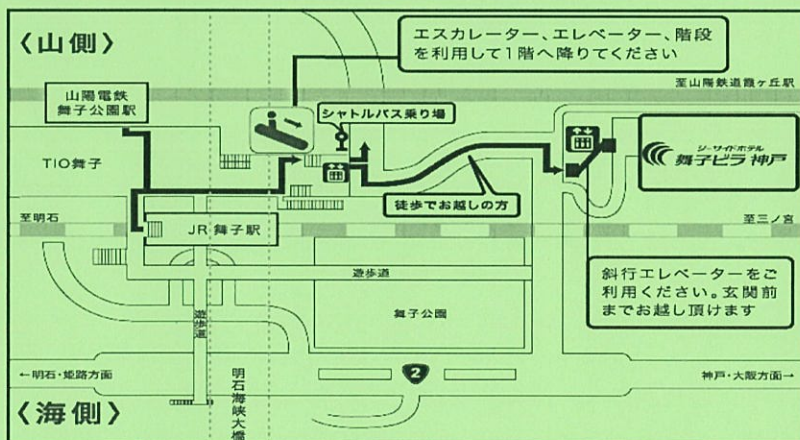 〈山側〉
エスカレーター、エレベーター、階段
を利用して1階へ降りてください
至山陽鉄道霞ヶ丘駅
山陽電鉄
舞子公園駅
シャトルバス乗り場
TIO舞子
シーサイドホテル
舞子ビラ 神戸
徒歩でお越しの方
至明石
JR 舞子駅
至三ノ宮
斜行エレベーターをご
利用ください。玄関前
までお越し頂けます
遊歩道
舞子公園
遊歩道
←明石・姫路方面
明石海峡大橋
2
神戸・大阪方面→
〈海側〉